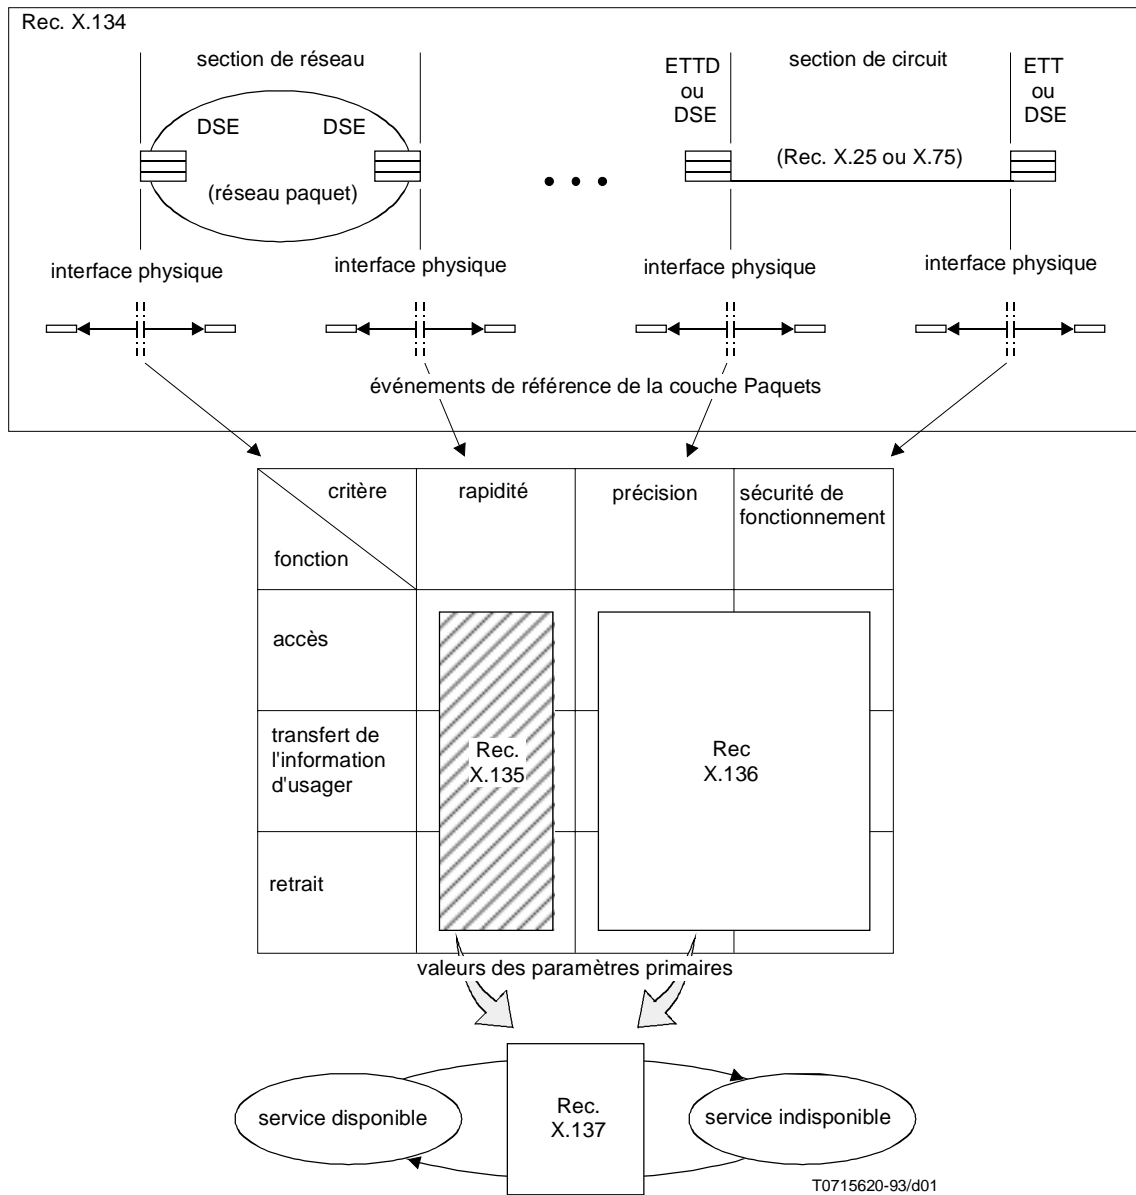 Rec. X.134
section de réseau
ETTD
ou
DSE
section de circuit
ETT
ou
DSE
DSE
DSE
(réseau paquet)
(Rec. X.25 ou X.75)
interface physique
interface physique
interface physique
interface physique
événements de référence de la couche Paquets
critère
fonction
rapidité
précision
sécurité de
fonctionnement
accès
transfert de
l'information
d'usager
retrait
Rec.
X.135
Rec
X.136
valeurs des paramètres primaires
service disponible
Rec.
X.137
service indisponible
T0715620-93/d01